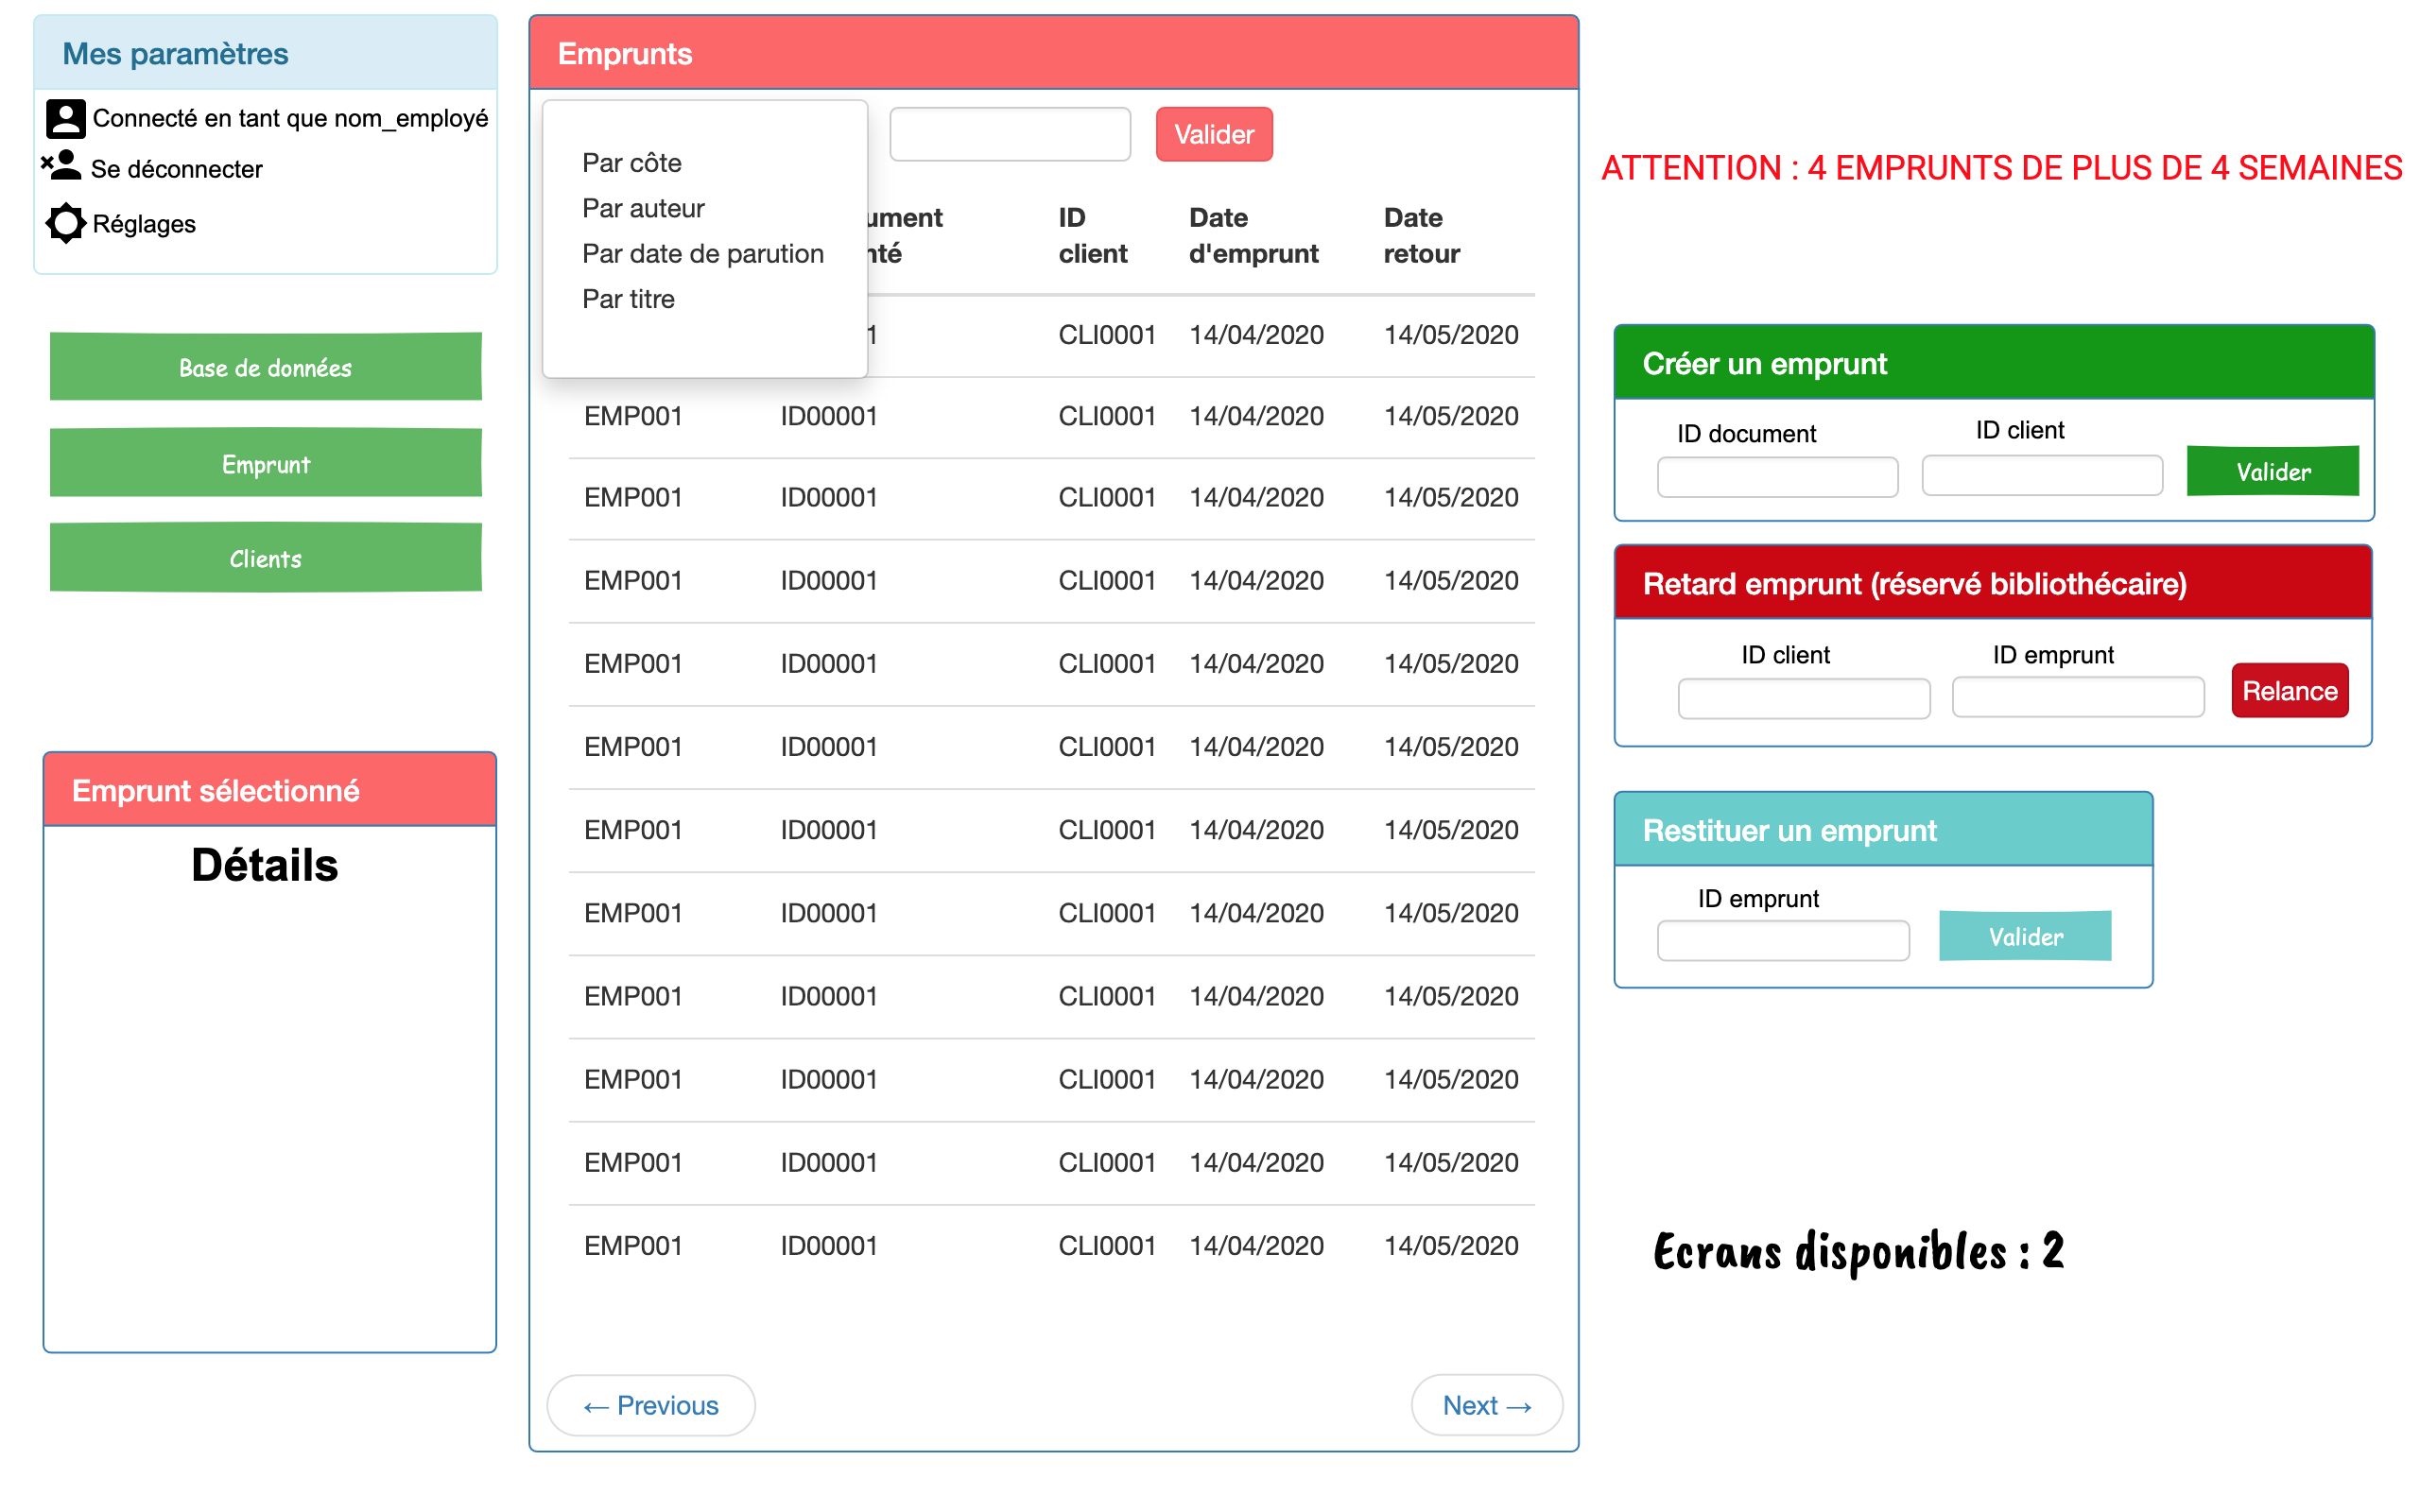 Mes paramètres
Connecté en tant que nom_employé
Se déconnecter
Réglages
Base de données
Emprunt
Clients
Emprunt sélectionné
Détails
Emprunts
Par côte
Par auteur
Par date de parution
Par titre
Valider
ument
nté
ID
client
Date
d'emprunt
Date
retour
1 CLI0001 14/04/2020 14/05/2020
EMP001 ID00001 CLI0001 14/04/2020 14/05/2020
EMP001 ID00001 CLI0001 14/04/2020 14/05/2020
EMP001 ID00001 CLI0001 14/04/2020 14/05/2020
EMP001 ID00001 CLI0001 14/04/2020 14/05/2020
EMP001 ID00001 CLI0001 14/04/2020 14/05/2020
EMP001 ID00001 CLI0001 14/04/2020 14/05/2020
EMP001 ID00001 CLI0001 14/04/2020 14/05/2020
EMP001 ID00001 CLI0001 14/04/2020 14/05/2020
EMP001 ID00001 CLI0001 14/04/2020 14/05/2020
EMP001 ID00001 CLI0001 14/04/2020 14/05/2020
EMP001 ID00001 CLI0001 14/04/2020 14/05/2020
← Previous
Next →
ATTENTION : 4 EMPRUNTS DE PLUS DE 4 SEMAINES
Créer un emprunt
ID document
ID client
Valider
Retard emprunt (réservé bibliothécaire)
ID client
ID emprunt
Relance
Restituer un emprunt
ID emprunt
Valider
Ecrans disponibles : 2